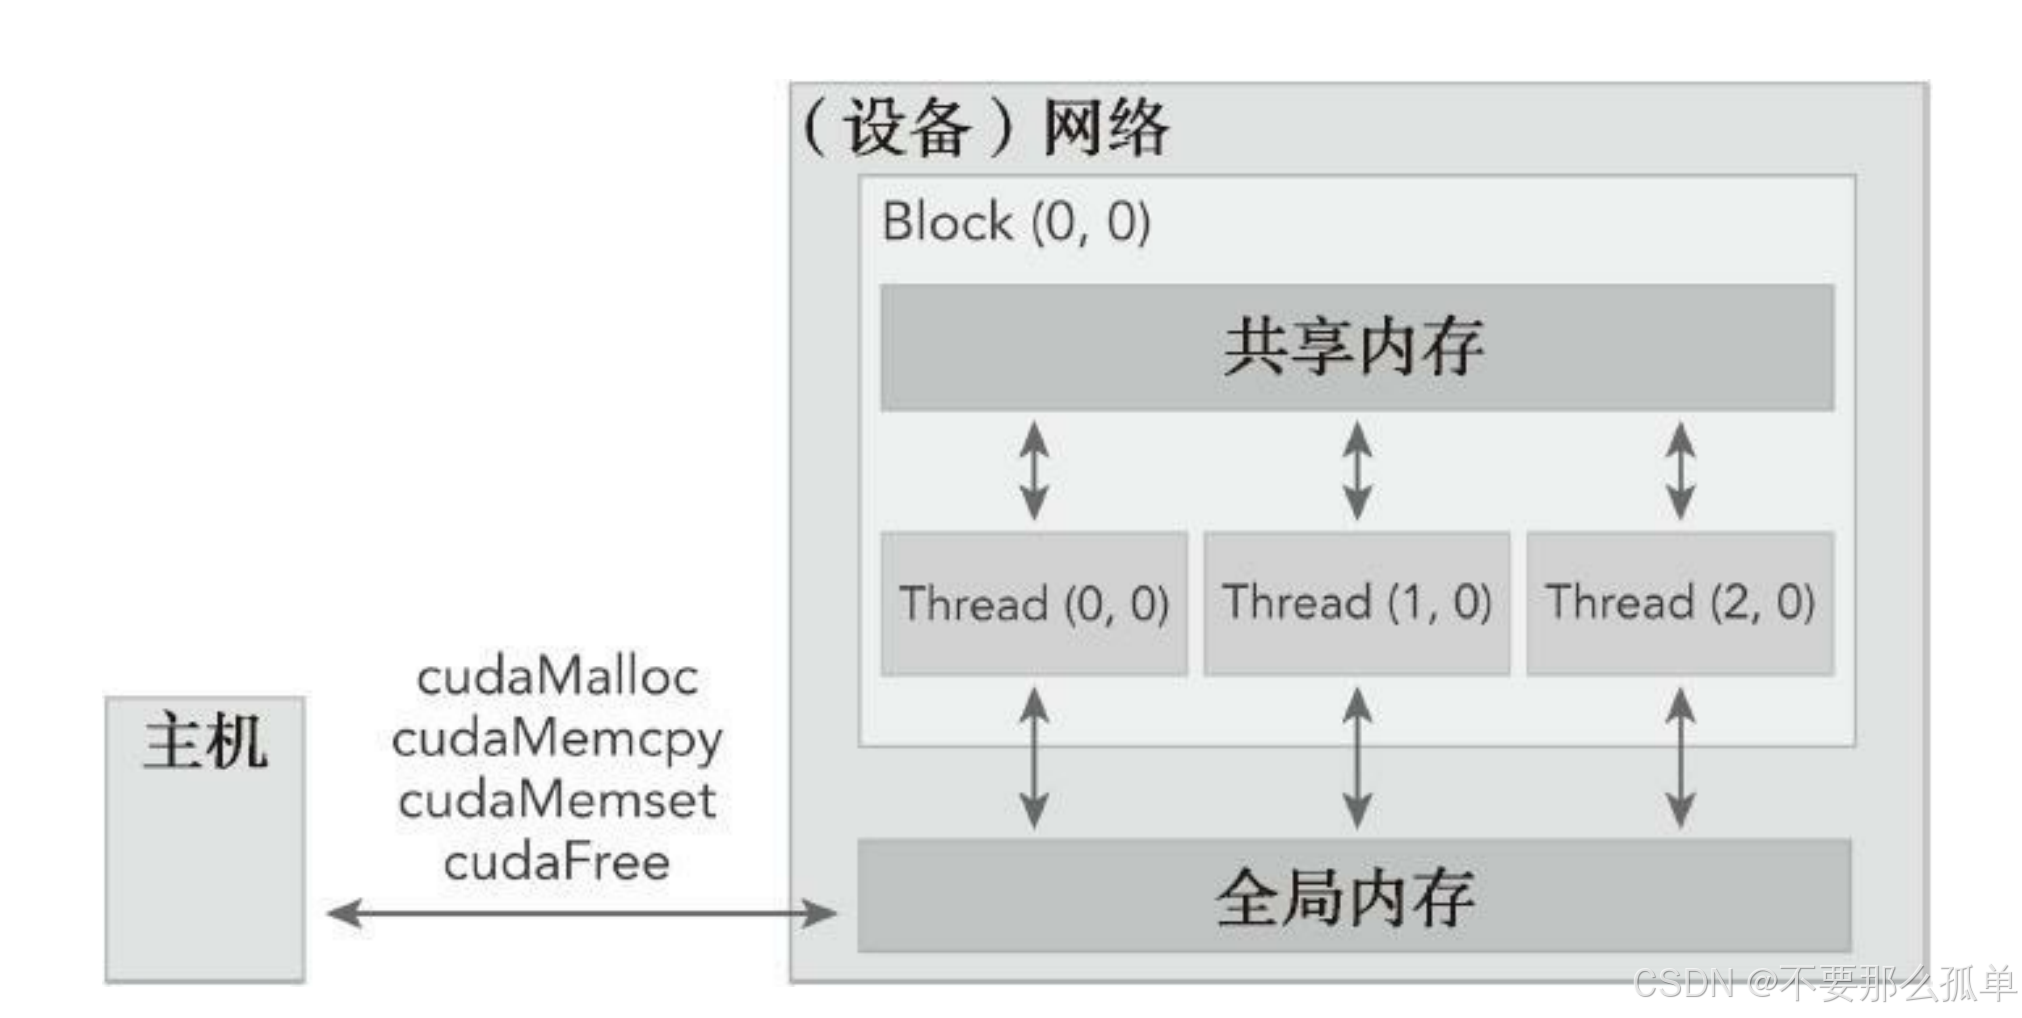 （设备）网络
Block (0, 0)
共享内存
Thread (0, 0)
Thread (1, 0)
Thread (2, 0)
cudaMalloc
cudaMemcpy
cudaMemset
cudaFree
主机
全局内存
CSDN @不要那么孤单